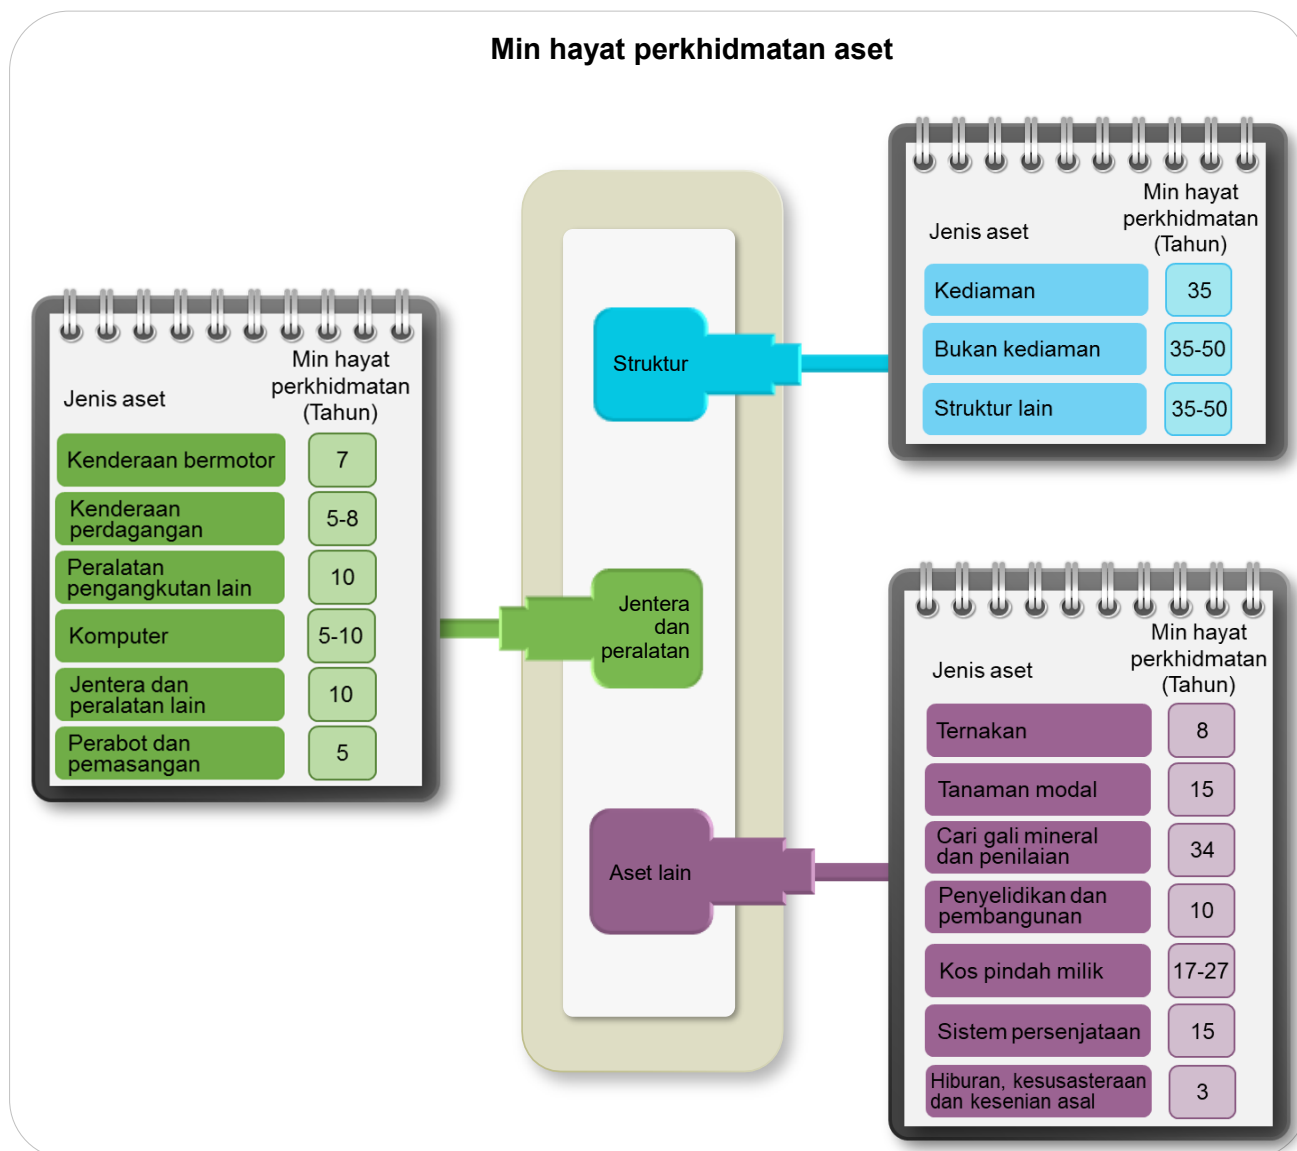 Min hayat perkhidmatan aset
Jenis aset
Min hayat
perkhidmatan
(Tahun)
Kenderaan bermotor
7
Kenderaan
perdagangan
5-8
Peralatan
pengangkutan lain
10
Komputer
5-10
Jentera dan
peralatan lain
10
Perabot dan
pemasangan
5
Struktur
Jentera
dan
peralatan
Aset lain
Jenis aset
Min hayat
perkhidmatan
(Tahun)
Kediaman
35
Bukan kediaman
35-50
Struktur lain
35-50
Jenis aset
Min hayat
perkhidmatan
(Tahun)
Ternakan
8
Tanaman modal
15
Cari gali mineral
dan penilaian
34
Penyelidikan dan
pembangunan
10
Kos pindah milik
17-27
Sistem persenjataan
15
Hiburan, kesusasteraan
dan kesenian asal
3